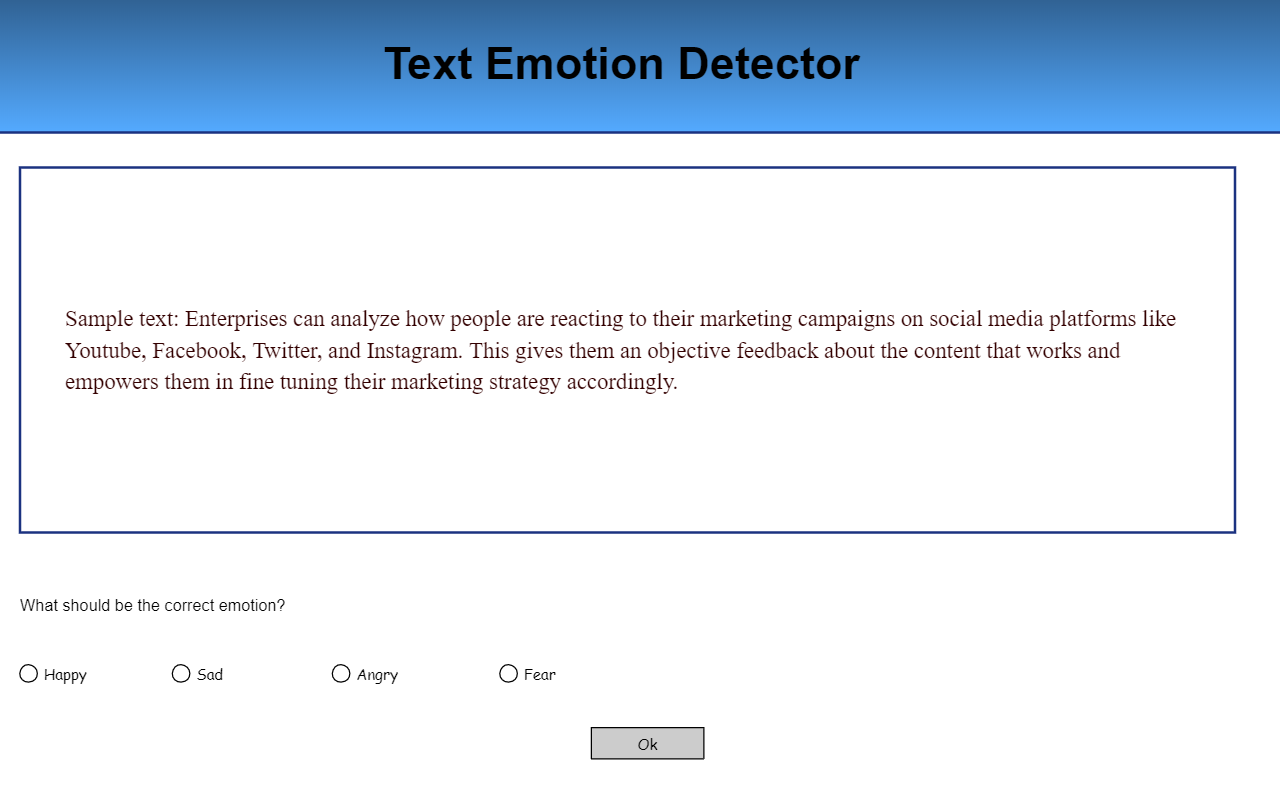 Text Emotion Detector
Sample text: Enterprises can analyze how people are reacting to their marketing campaigns on social media platforms like
Youtube, Facebook, Twitter, and Instagram. This gives them an objective feedback about the content that works and
empowers them in fine tuning their marketing strategy accordingly.
What should be the correct emotion?
Happy Sad Angry Fear
Ok